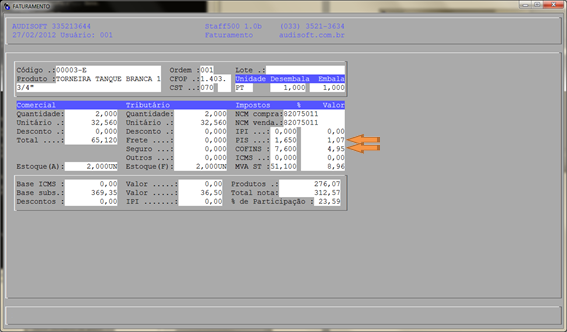 FATURAMENTO
AUDISOFT 335213644 Staff500 1.0b (033) 3521-3634
27/02/2012 Usuário: 001 Faturamento audisoft.com.br
Código .:00003-E Ordem :001 Lote .:
Produto :TORNEIRA TANQUE BRANCA 1 CFOP .:1.403. Unidade Desembala Embala
3/4" CST ..:070 PT 1,000 1,000
Comercial Tributário Impostos % Valor
Quantidade: 2,000 Quantidade: 2,000 NCM compra:82075011
Unitário .: 32,560 Unitário .: 32,560 NCM venda.:82075011
Desconto .: 0,00 Desconto .: 0,00 IPI ...: 0,00 0,00
Total ....: 65,120 Frete ....: 0,00 PIS ...: 1,650 1,07
Seguro ...: 0,00 COFINS : 7,600 4,95
Outros ...: 0,00 ICMS ..: 0,00 0,00
Estoque(A): 2,000UN Estoque(F): 2,000UN MVA ST :51,100 8,96
Base ICMS : 0,00 Valor .....: 0,00 Produtos .: 276,07
Base subs.: 369,35 Valor .....: 36,50 Total nota: 312,57
Descontos : 0,00 IPI .......: 0,00 % de Participação : 23,59